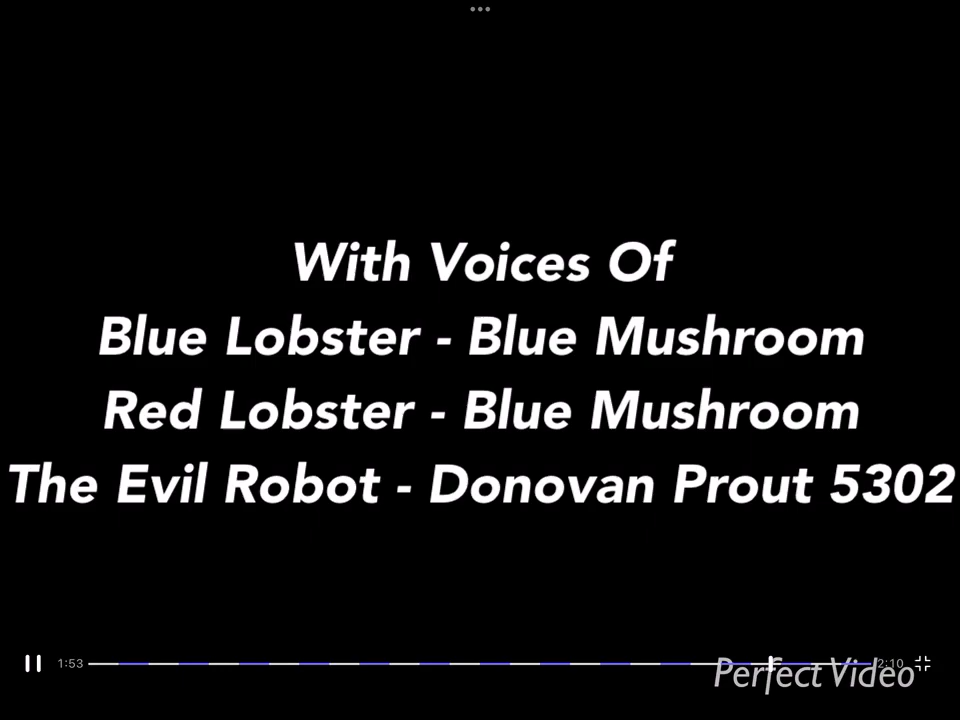 With Voices Of
Blue Lobster - Blue Mushroom
Red Lobster - Blue Mushroom
The Evil Robot - Donovan Prout 5302
1:53
2:10
Perfect Video